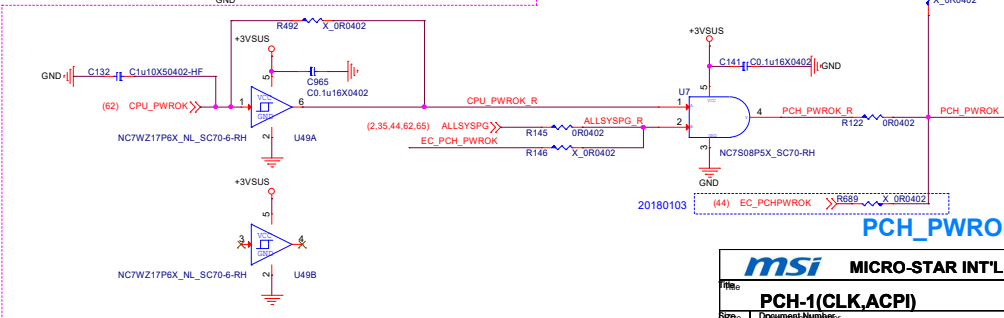 GND
R492 X_0R0402
X_0R0402
+3VSUS
+3VSUS
GND C132 C1u10X50402-HF
C965
C0.1u16X0402
C141 C0.1u16X0402 GND
5
5
U7
(62) CPU_PWROK 1 VCC GND 6
CPU_PWROK_R 1
4 PCH_PWROK_R
R122 0R0402
PCH_PWROK
(2,35,44,62,65) ALLSYSPG
R145 0R0402
ALLSYSPG_R 2
2
NC7WZ17P6X_NL_SC70-6-RH U49A
EC_PCH_PWROK
R146 X_0R0402
3
NC7S08P5X_SC70-RH
GND
+3VSUS
5
20180103
(44) EC_PCHPWROK R689 X_0R0402
3 VCC GND 4
PCH_PWRO
2
NC7WZ17P6X_NL_SC70-6-RH U49B
msi MICRO-STAR INT'L
Title
PCH-1(CLK,ACPI)
Size Document Number